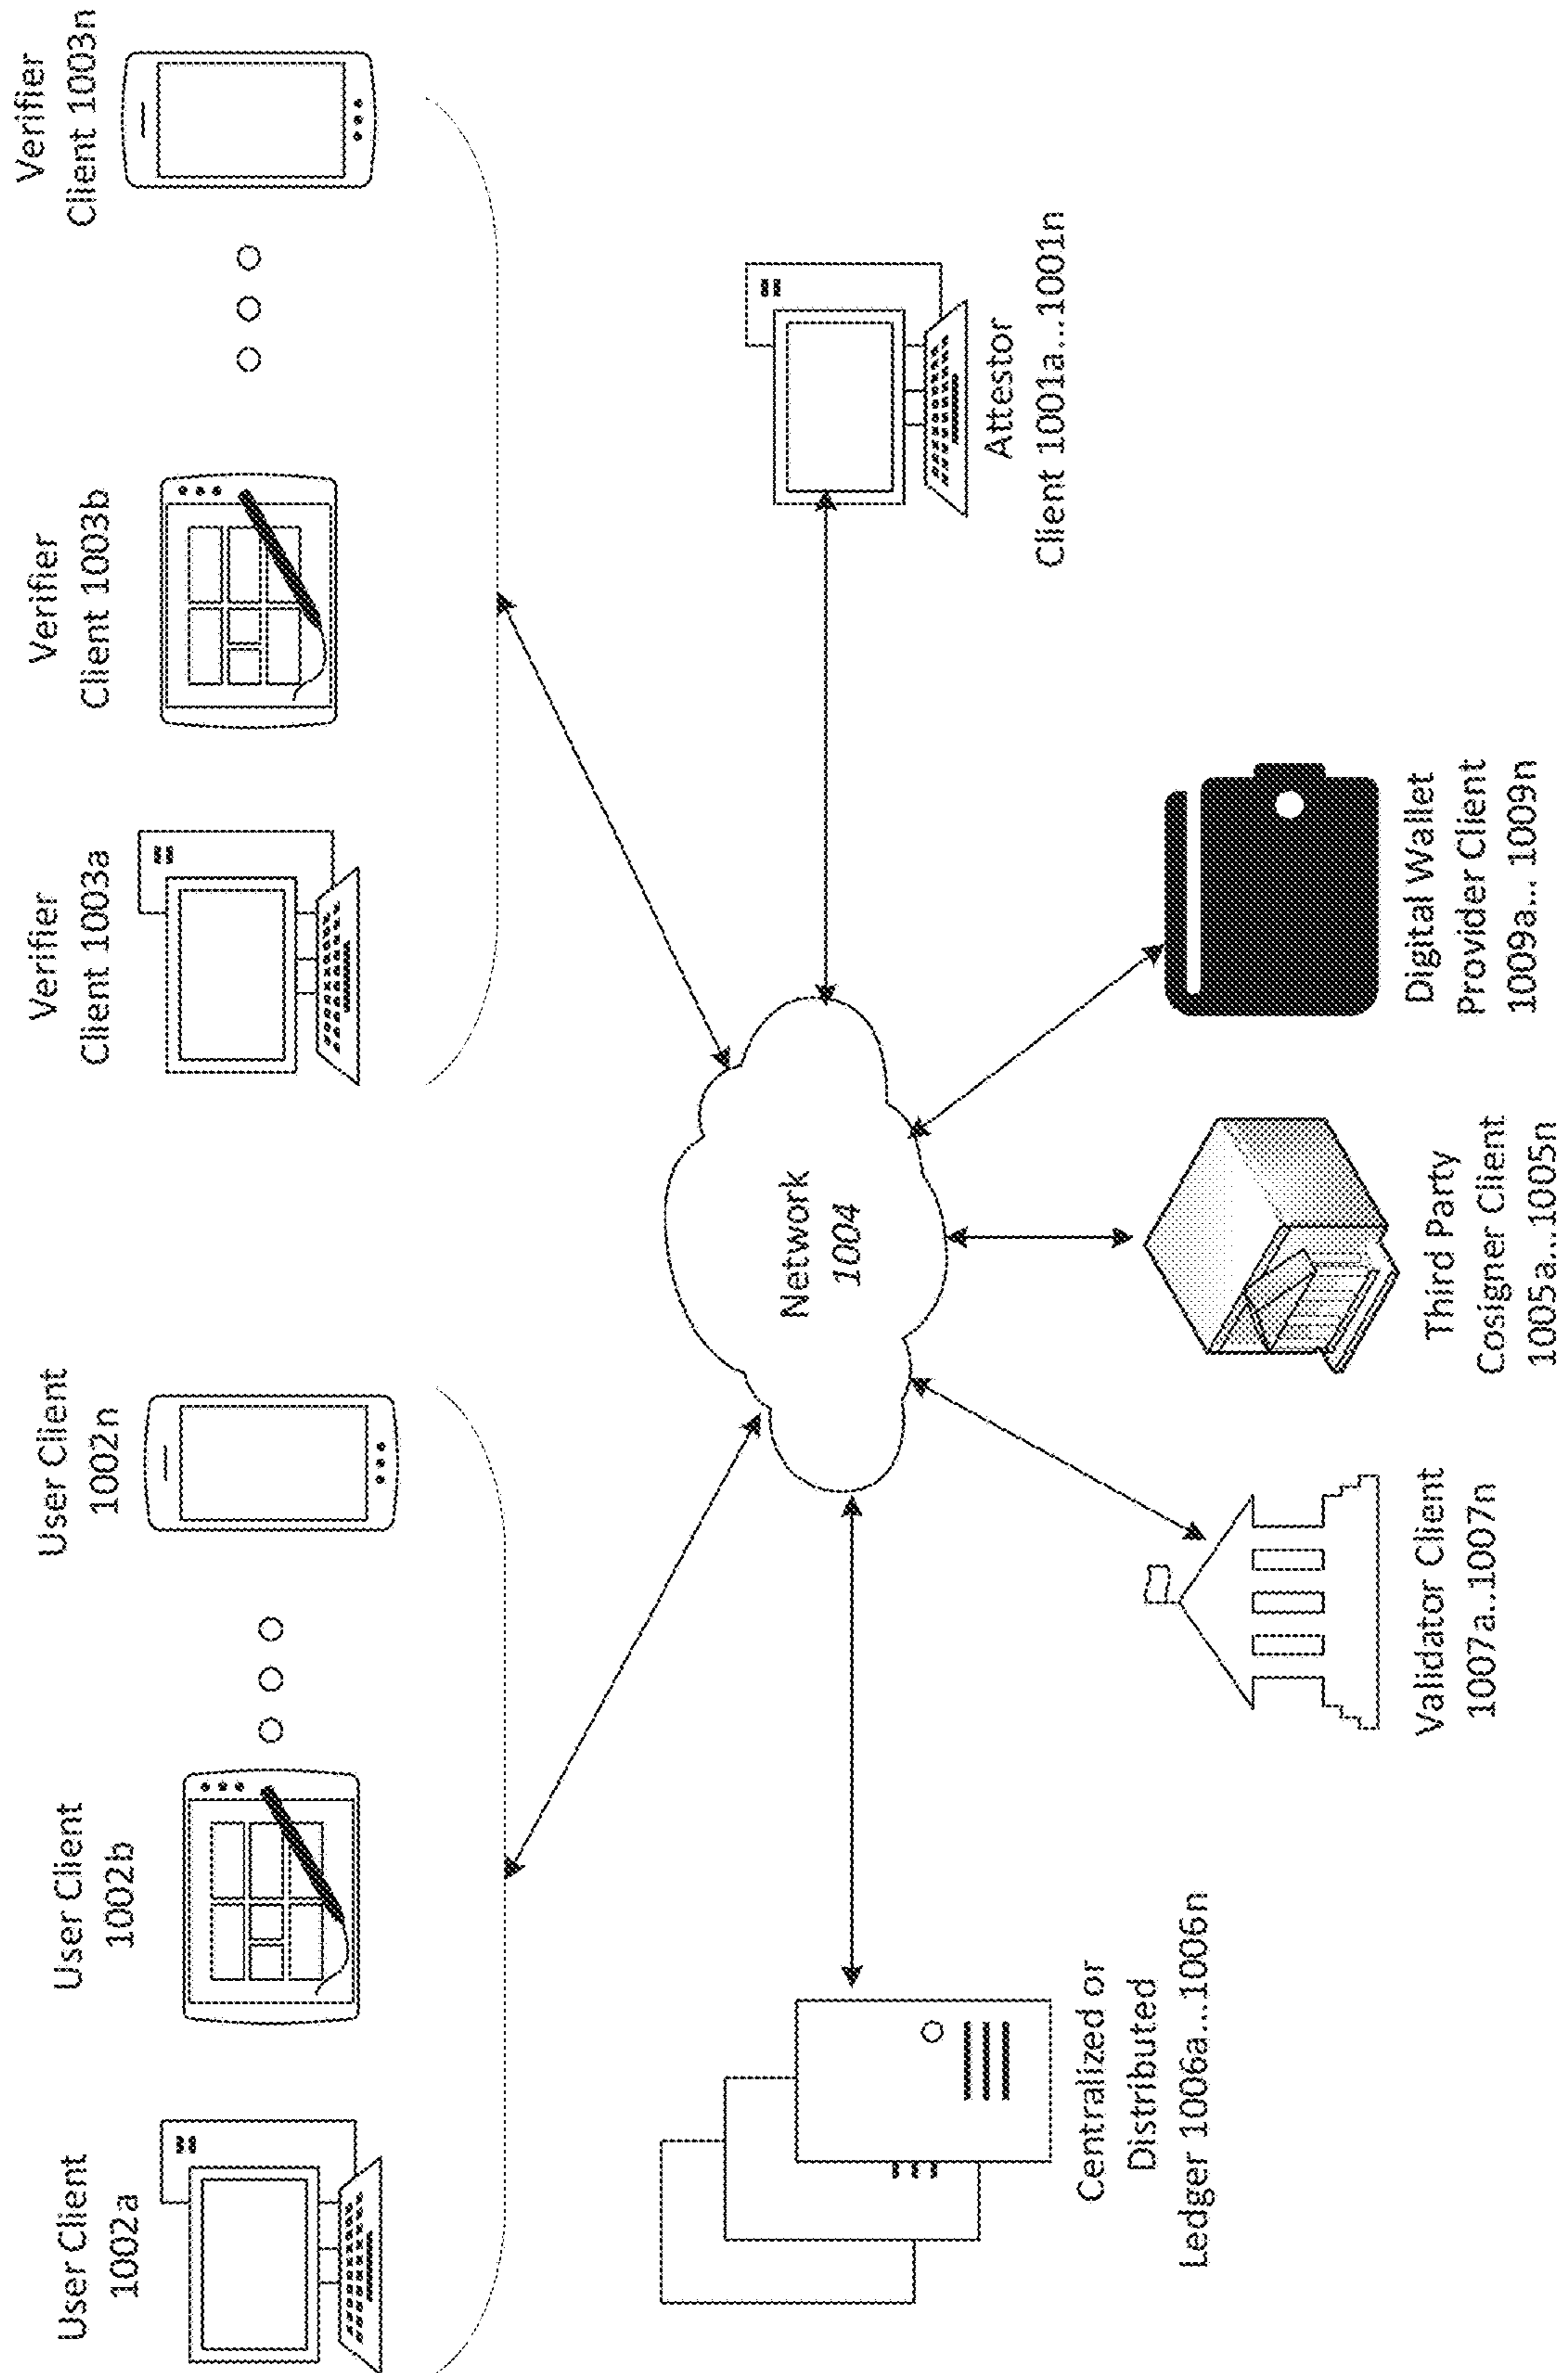 User Client
1002a
User Client
1002b
User Client
1002n
Verifier
Client 1003a
Verifier
Client 1003b
Verifier
Client 1003n
Network
1004
Attestor
Client 1001a...1001n
Centralized or
Distributed
Ledger 1006a...1006n
Validator Client
1007a..1007n
Third Party
Cosigner Client
1005a...1005n
Digital Wallet
Provider Client
1009a... 1009n